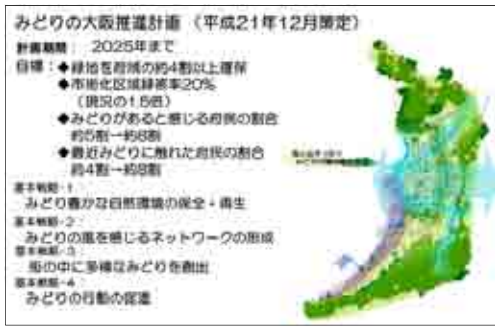 みどりの大阪推進計画 (平成21年12月策定)
計画期間: 2025年まで
目標:◆緑地を府域の約4割以上確保
◆市街化区域緑被率20%
(現況の1.5倍)
◆みどりがあると感じる府民の割合
約5割→約8割
◆最近みどりに触れた府民の割合
約4割→約8割
基本戦略-1
みどり豊かな自然環境の保全・再生
基本戦略-2
みどりの風を感じるネットワークの形成
基本戦略-3
街の中に多様なみどりを創出
基本戦略-4
みどりの行動の促進